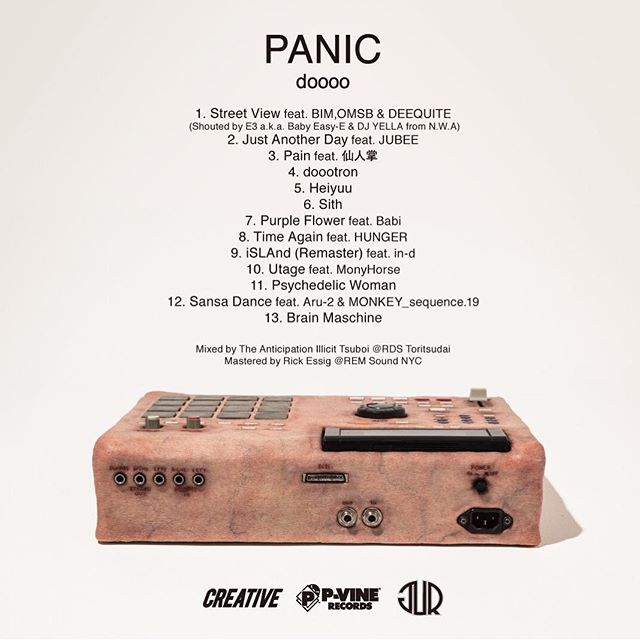 PANIC
doooo
1. Street View feat. BIM,OMSB & DEEQUITE
(Shouted by E3 a.k.a. Baby Easy-E & DJ YELLA from N.W.A)
2. Just Another Day feat. JUBEE
3. Pain feat. 仙人掌
4. doootron
5. Heiyuu
6. Sith
7. Purple Flower feat. Babi
8. Time Again feat. HUNGER
9. iSLAnd (Remaster) feat. in-d
10. Utage feat. MonyHorse
11. Psychedelic Woman
12. Sansa Dance feat. Aru-2 & MONKEY_sequence.19
13. Brain Maschine
Mixed by The Anticipation Illicit Tsuboi @RDS Toritsudai
Mastered by Rick Essig @REM Sound NYC
POWER
CREATIVE
P-VINE
RECORDS
JUR